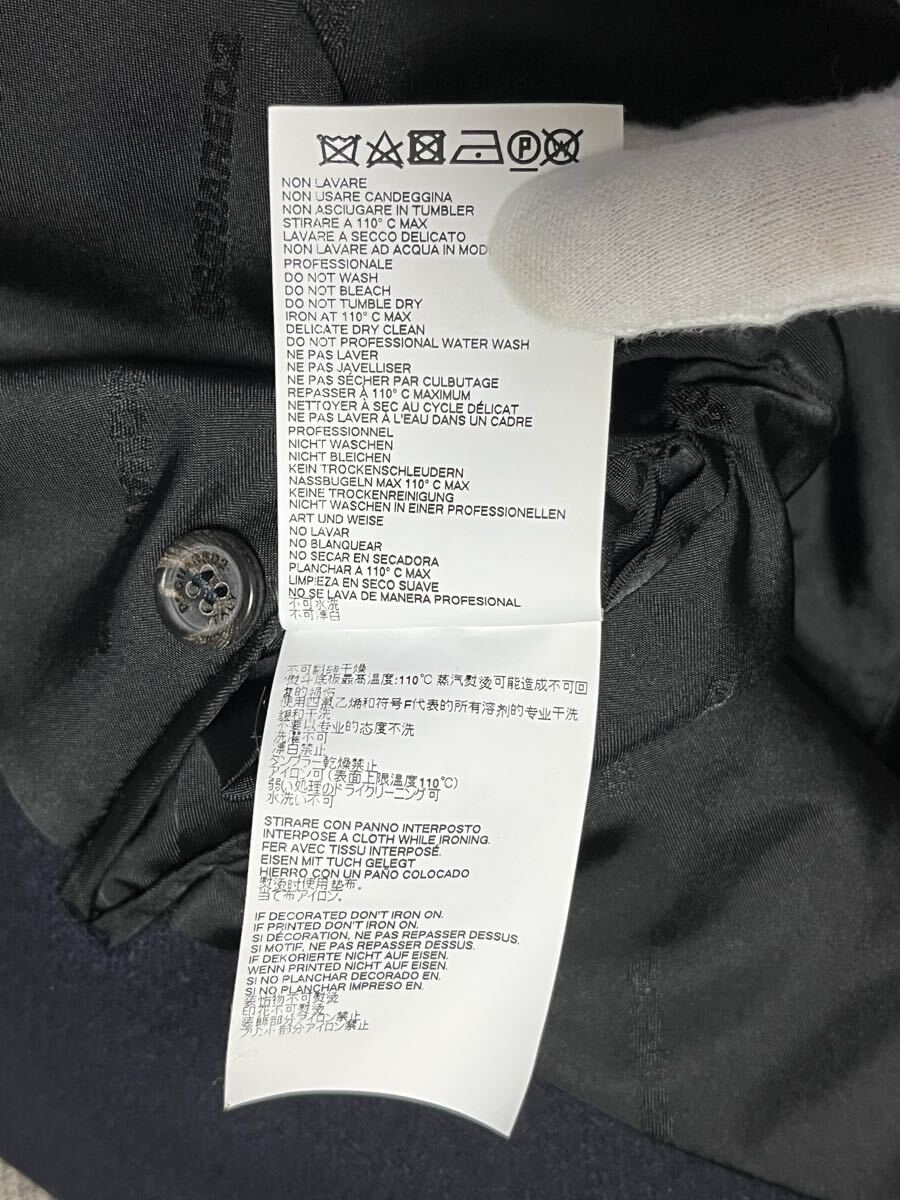 DSQUARED2
NON LAVARE
NON USARE CANDEGGINA
NON ASCIUGARE IN TUMBLER
STIRARE A 110° C MAX
LAVARE A SECCO DELICATO
NON LAVARE AD ACQUA IN MOD
PROFESSIONALE
DO NOT WASH
DO NOT BLEACH
DO NOT TUMBLE DRY
IRON AT 110° C MAX
DELICATE DRY CLEAN
DO NOT PROFESSIONAL WATER WASH
NE PAS LAVER
NE PAS JAVELLISER
NE PAS SÉCHER PAR CULBUTAGE
REPASSER À 110° C MAXIMUM
NETTOYER À SEC AU CYCLE DÉLICAT
NE PAS LAVER À L'EAU DANS UN CADRE
PROFESSIONNEL
NICHT WASCHEN
NICHT BLEICHEN
KEIN TROCKENSCHLEUDERN
NASSBUGELN MAX 110° C MAX
KEINE TROCKENREINIGUNG
NICHT WASCHEN IN EINER PROFESSIONELLEN
ART UND WEISE
NO LAVAR
NO BLANQUEAR
NO SECAR EN SECADORA
PLANCHAR A 110° C MAX
LIMPIEZA EN SECO SUAVE
NO SE LAVA DE MANERA PROFESIONAL
不可水洗
不可漂白
不可翻转干燥
熨斗底板最高温度:110℃ 蒸汽熨烫可能造成不可回
复的损伤
使用四氯乙烯和符号F代表的所有溶剂的专业干洗
缓和干洗
不要以专业的态度不洗
洗濯不可
漂白禁止
タンブラー乾燥禁止
アイロン可(表面上限温度110℃)
弱い処理のドライクリーニング可
水洗い不可
STIRARE CON PANNO INTERPOSTO
INTERPOSE A CLOTH WHILE IRONING.
FER AVEC TISSU INTERPOSÉ.
EISEN MIT TUCH GELEGT
HIERRO CON UN PAÑO COLOCADO
熨烫时使用垫布。
当て布アイロン。
IF DECORATED DON'T IRON ON.
IF PRINTED DON'T IRON ON.
SI DÉCORATION, NE PAS REPASSER DESSUS.
SI MOTIF, NE PAS REPASSER DESSUS.
IF DEKORIERTE NICHT AUF EISEN.
WENN PRINTED NICHT AUF EISEN.
SI NO PLANCHAR DECORADO EN.
SI NO PLANCHAR IMPRESO EN.
装饰物不可熨烫
印花不可熨烫
装飾部分アイロン禁止
プリント部分アイロン禁止